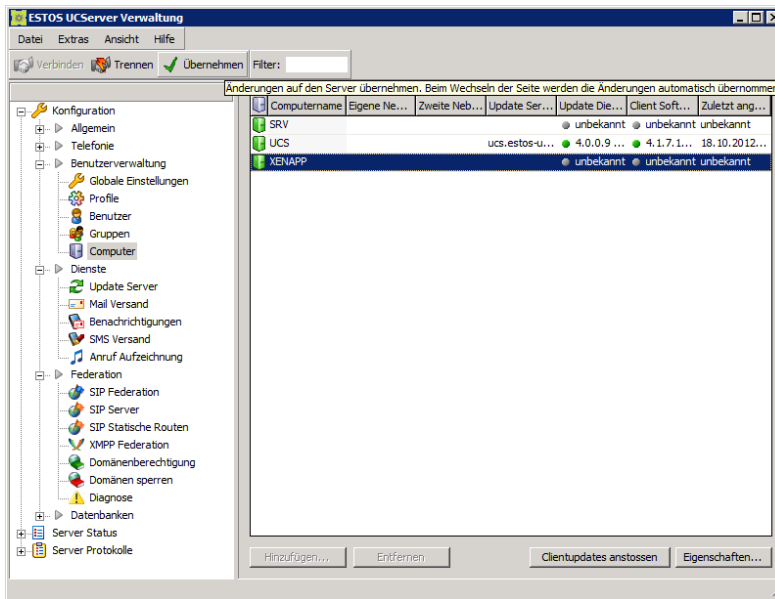 ESTOS UCServer Verwaltung
Datei Extras Ansicht Hilfe
Verbinden Trennen Übernehmen Filter:
Änderungen auf den Server übernehmen. Beim Wechseln der Seite werden die Änderungen automatisch übernommen
Computername Eigene Ne... Zweite Neb... Update Ser... Update Die... Client Soft... Zuletzt ang...
SRV unbekannt unbekannt unbekannt
UCS ucs.estos-u... 4.0.0.9 ... 4.1.7.1... 18.10.2012...
XENAPP unbekannt unbekannt unbekannt
Konfiguration
Allgemein
Telefonie
Benutzerverwaltung
Globale Einstellungen
Profile
Benutzer
Gruppen
Computer
Dienste
Update Server
Mail Versand
Benachrichtigungen
SMS Versand
Anruf Aufzeichnung
Federation
SIP Federation
SIP Server
SIP Statische Routen
XMPP Federation
Domänenberechtigung
Domänen sperren
Diagnose
Datenbanken
Server Status
Server Protokolle
Hinzufügen... Entfernen Clientupdates anstossen Eigenschaften...